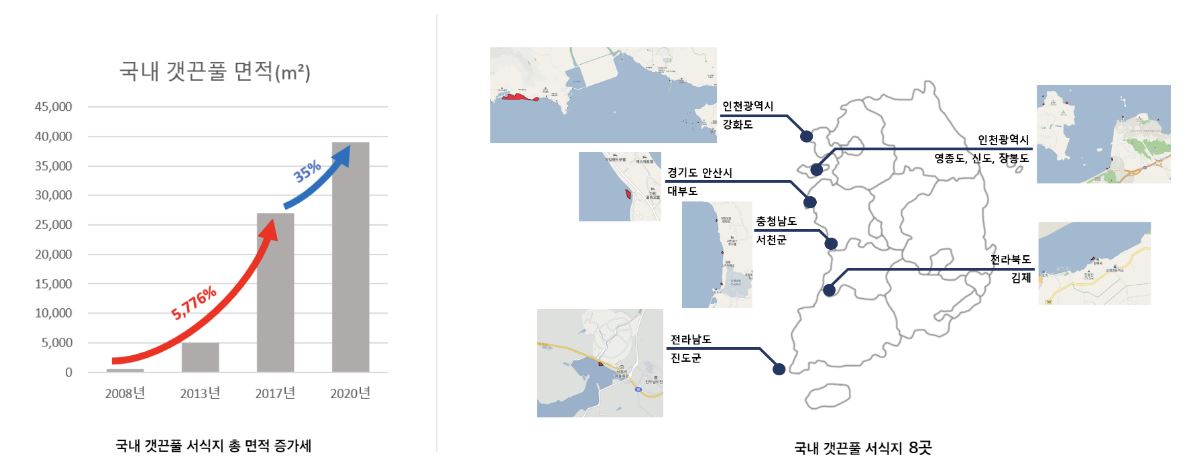 국내 갯끈풀 면적(m²)
45,000
40,000
35,000
30,000
25,000
20,000
15,000
10,000
5,000
0
5,776%
35%
2008년
2013년
2017년
2020년
국내 갯끈풀 서식지 총 면적 증가세
인천광역시
강화도
인천광역시
영종도, 신도, 장봉도
경기도 안산시
대부도
충청남도
서천군
전라북도
김제
전라남도
진도군
국내 갯끈풀 서식지 8곳